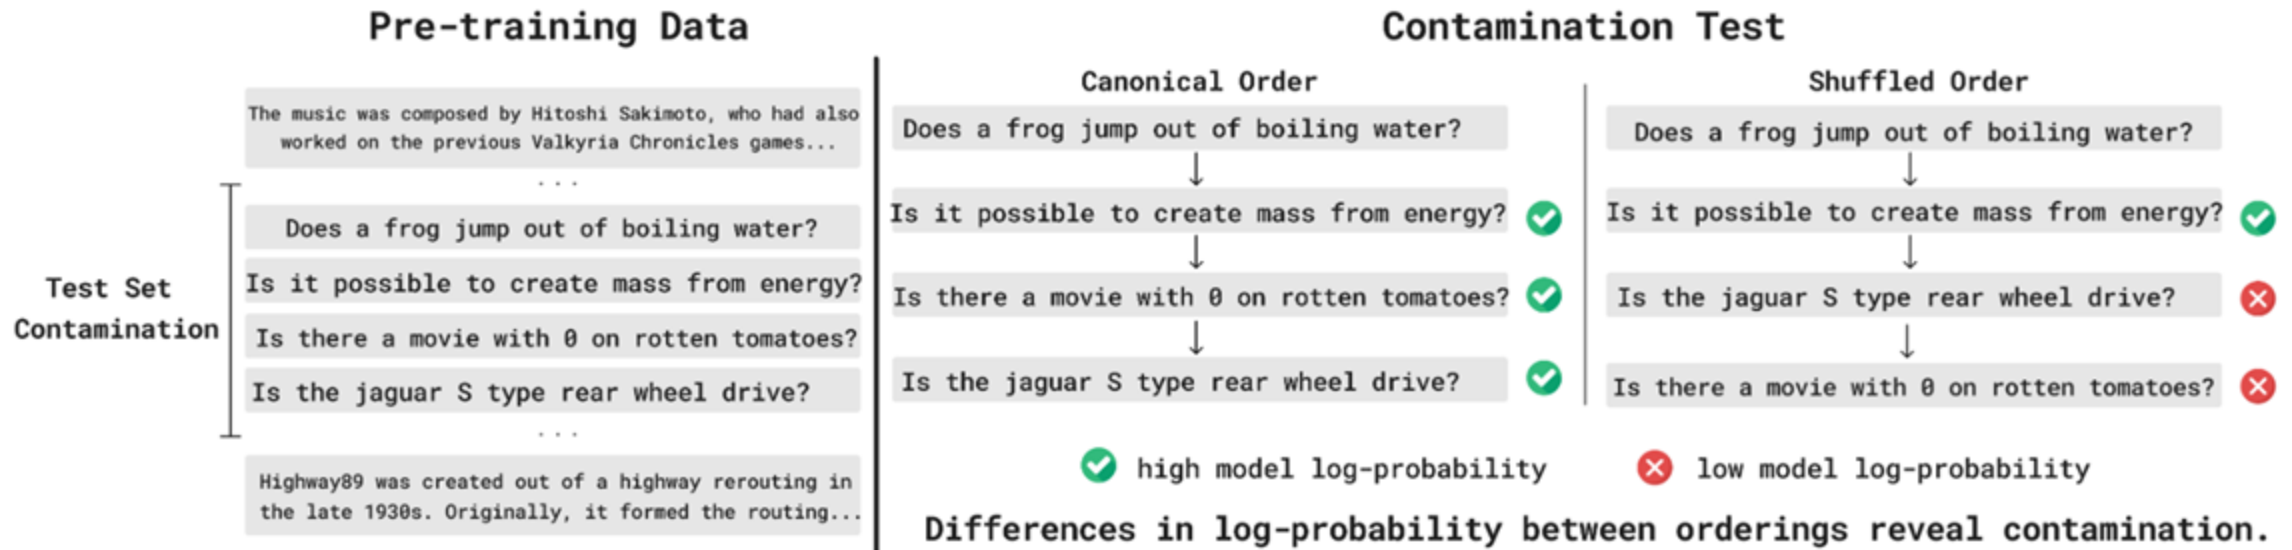 Pre-training Data
The music was composed by Hitoshi Sakimoto, who had also
worked on the previous Valkyria Chronicles games...
...
Test Set
Contamination
Does a frog jump out of boiling water?
Is it possible to create mass from energy?
Is there a movie with 0 on rotten tomatoes?
Is the jaguar S type rear wheel drive?
...
Highway89 was created out of a highway rerouting in
the late 1930s. Originally, it formed the routing...
Contamination Test
Canonical Order
Does a frog jump out of boiling water?
Is it possible to create mass from energy?
Is there a movie with 0 on rotten tomatoes?
Is the jaguar S type rear wheel drive?
Shuffled Order
Does a frog jump out of boiling water?
Is it possible to create mass from energy?
Is the jaguar S type rear wheel drive?
Is there a movie with 0 on rotten tomatoes?
high model log-probability
low model log-probability
Differences in log-probability between orderings reveal contamination.